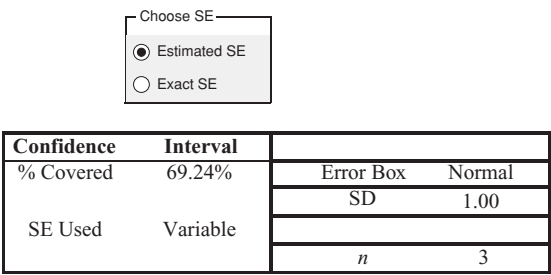 Choose SE
Estimated SE
Exact SE
Confidence Interval
% Covered 69.24% Error Box Normal
SD 1.00
SE Used Variable
n 3